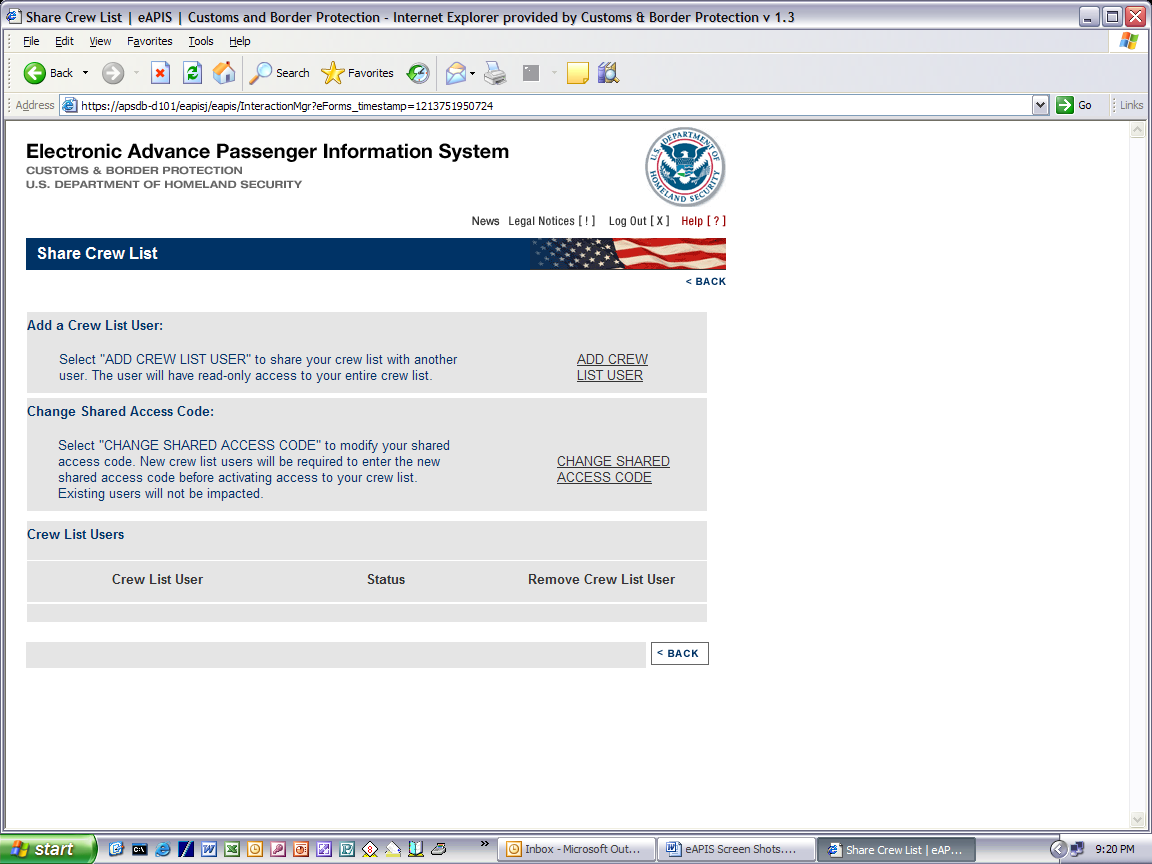 Share Crew List | eAPIS | Customs and Border Protection - Internet Explorer provided by Customs & Border Protection v 1.3
File Edit View Favorites Tools Help
Back Search Favorites
Address https://apsdb-d101/eapisj/eapis/InteractionMgr?eForms_timestamp=1213751950724 Go Links
Electronic Advance Passenger Information System
CUSTOMS & BORDER PROTECTION
U.S. DEPARTMENT OF HOMELAND SECURITY
U.S. DEPARTMENT OF HOMELAND SECURITY
News Legal Notices [ ! ] Log Out [ X ] Help [ ? ]
Share Crew List
< BACK
Add a Crew List User:
Select "ADD CREW LIST USER" to share your crew list with another
user. The user will have read-only access to your entire crew list.
ADD CREW
LIST USER
Change Shared Access Code:
Select "CHANGE SHARED ACCESS CODE" to modify your shared
access code. New crew list users will be required to enter the new
shared access code before activating access to your crew list.
Existing users will not be impacted.
CHANGE SHARED
ACCESS CODE
Crew List Users
Crew List User Status Remove Crew List User
< BACK
start C:\ » Inbox - Microsoft Out... eAPIS Screen Shots.... Share Crew List | eAP... 9:20 PM